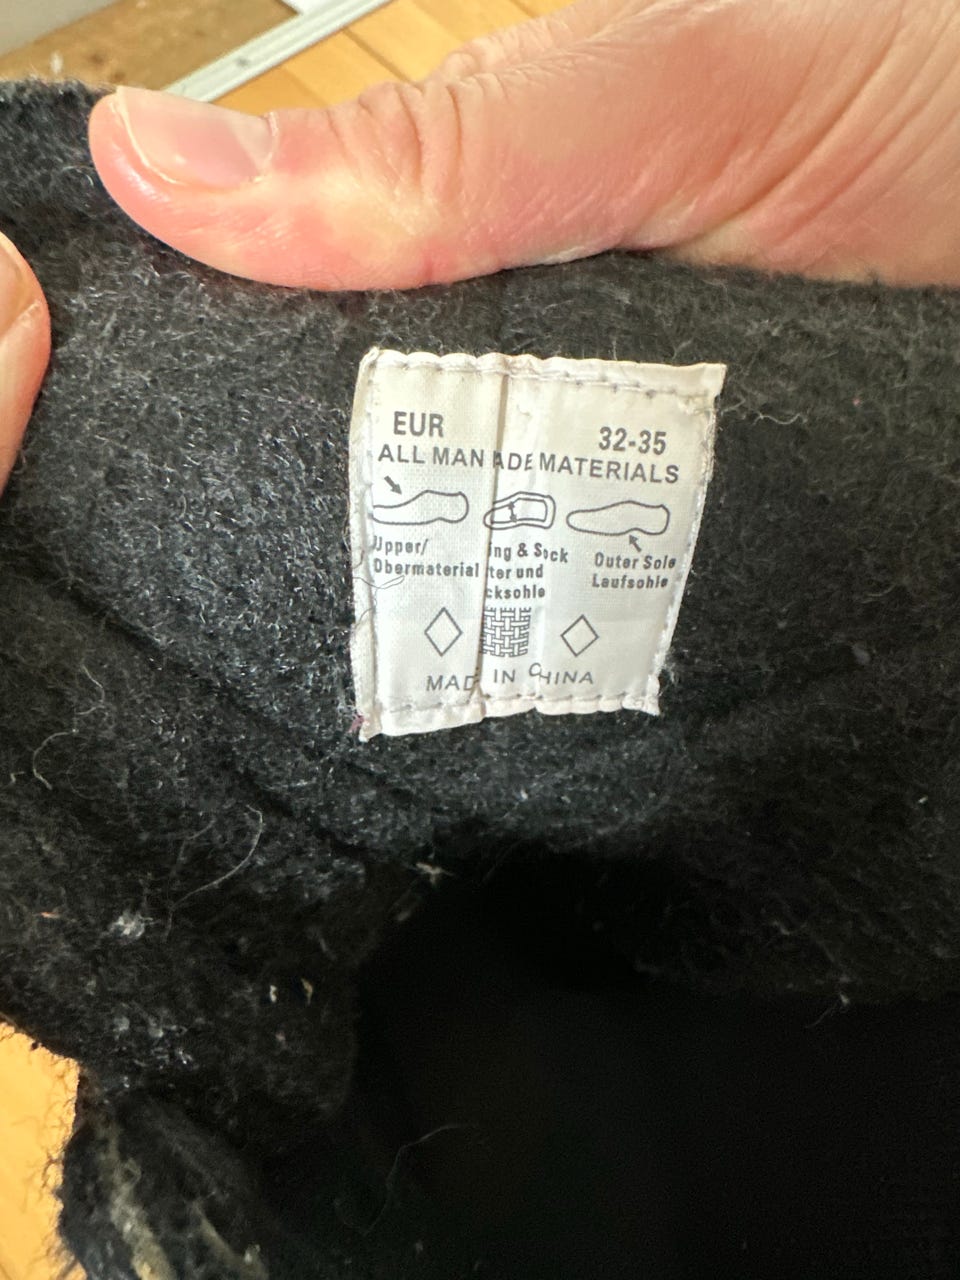 EUR 32-35
ALL MAN ADE MATERIALS
Upper/
Obermaterial
ing & Sock
ter und
cksohle
Outer Sole
Laufsohle
MADE IN CHINA